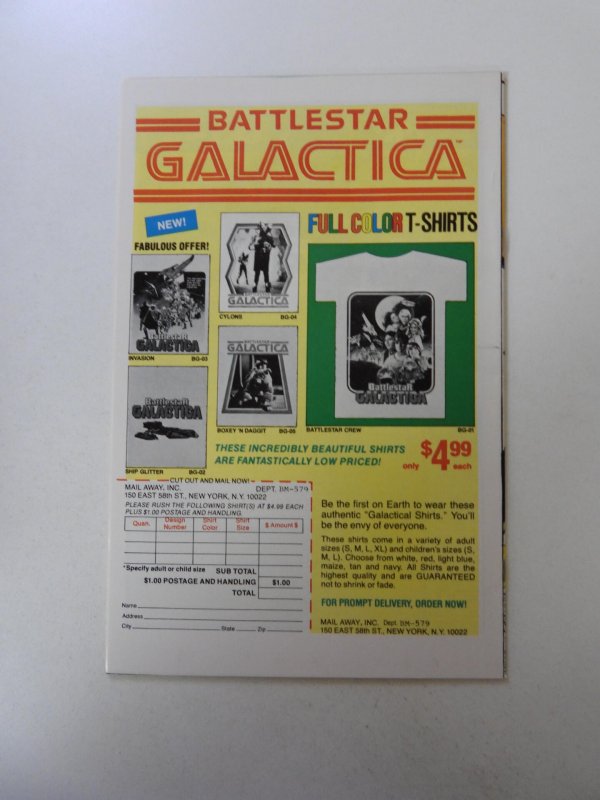 BATTLESTAR
GALACTICA™
NEW!
FABULOUS OFFER!
FULL COLOR T-SHIRTS
GALACTICA
CYLONS BG-04
Battlestar
GALACTICA
INVASION BG-03
BATTLESTAR
GALACTICA
BOXEY 'N DAGGIT BG-05
Battlestar
GALACTICA
SHIP GLITTER BG-02
Battlestar
GALACTICA
BATTLESTAR CREW BG-01
THESE INCREDIBLY BEAUTIFUL SHIRTS
ARE FANTASTICALLY LOW PRICED!
only $4.99 each
CUT OUT AND MAIL NOW!
MAIL AWAY, INC. DEPT. BM-579
150 EAST 58th ST., NEW YORK, N.Y. 10022
PLEASE RUSH THE FOLLOWING SHIRT(S) AT $4.99 EACH
PLUS $1.00 POSTAGE AND HANDLING.
Quan. Design Number Shirt Color Shirt Size $ Amount $
*Specify adult or child size SUB TOTAL
$1.00 POSTAGE AND HANDLING $1.00
TOTAL
Name
Address
City State Zip
Be the first on Earth to wear these
authentic "Galactical Shirts." You'll
be the envy of everyone.
These shirts come in a variety of adult
sizes (S, M, L, XL) and children's sizes (S,
M, L). Choose from white, red, light blue,
maize, tan and navy. All Shirts are the
highest quality and are GUARANTEED
not to shrink or fade.
FOR PROMPT DELIVERY, ORDER NOW!
MAIL AWAY, INC. Dept. BM-579
150 EAST 58th ST., NEW YORK, N.Y. 10022